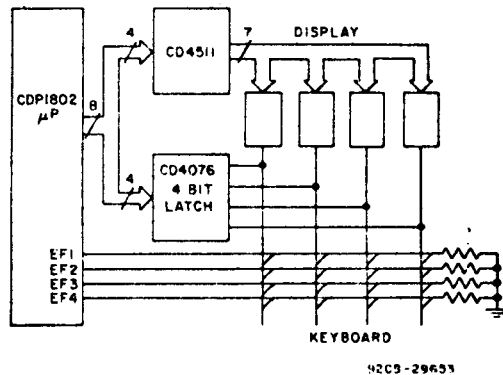 4
7
DISPLAY
CD4511
CDP1802
μP
8
4
CD4076
4 BIT
LATCH
EF1
EF2
EF3
EF4
KEYBOARD
92CS-29653